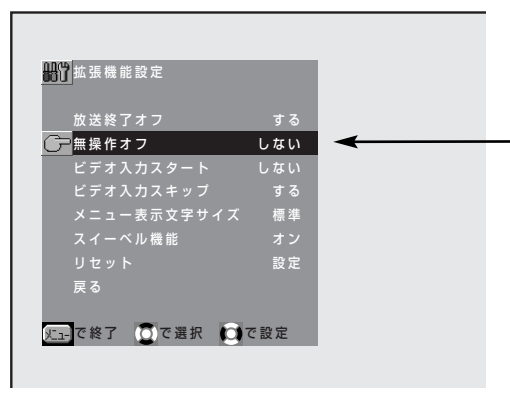 拡張機能設定
放送終了オフ する
無操作オフ しない
ビデオ入力スタート しない
ビデオ入力スキップ する
メニュー表示文字サイズ 標準
スイーベル機能 オン
リセット 設定
戻る
メニューで終了 で選択 で設定